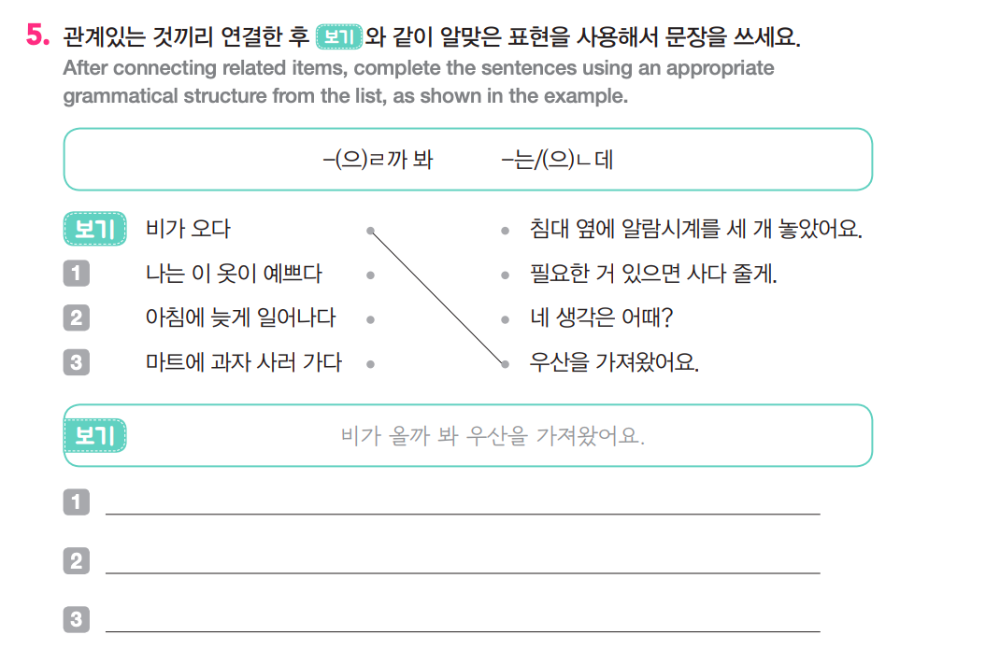 5. 관계있는 것끼리 연결한 후 보기와 같이 알맞은 표현을 사용해서 문장을 쓰세요.
After connecting related items, complete the sentences using an appropriate
grammatical structure from the list, as shown in the example.
–(으)ㄹ까 봐 –는/(으)ㄴ데
보기 비가 오다 • • 침대 옆에 알람시계를 세 개 놓았어요.
1 나는 이 옷이 예쁘다 • • 필요한 거 있으면 사다 줄게.
2 아침에 늦게 일어나다 • • 네 생각은 어때?
3 마트에 과자 사러 가다 • • 우산을 가져왔어요.
보기 비가 올까 봐 우산을 가져왔어요.
1
2
3